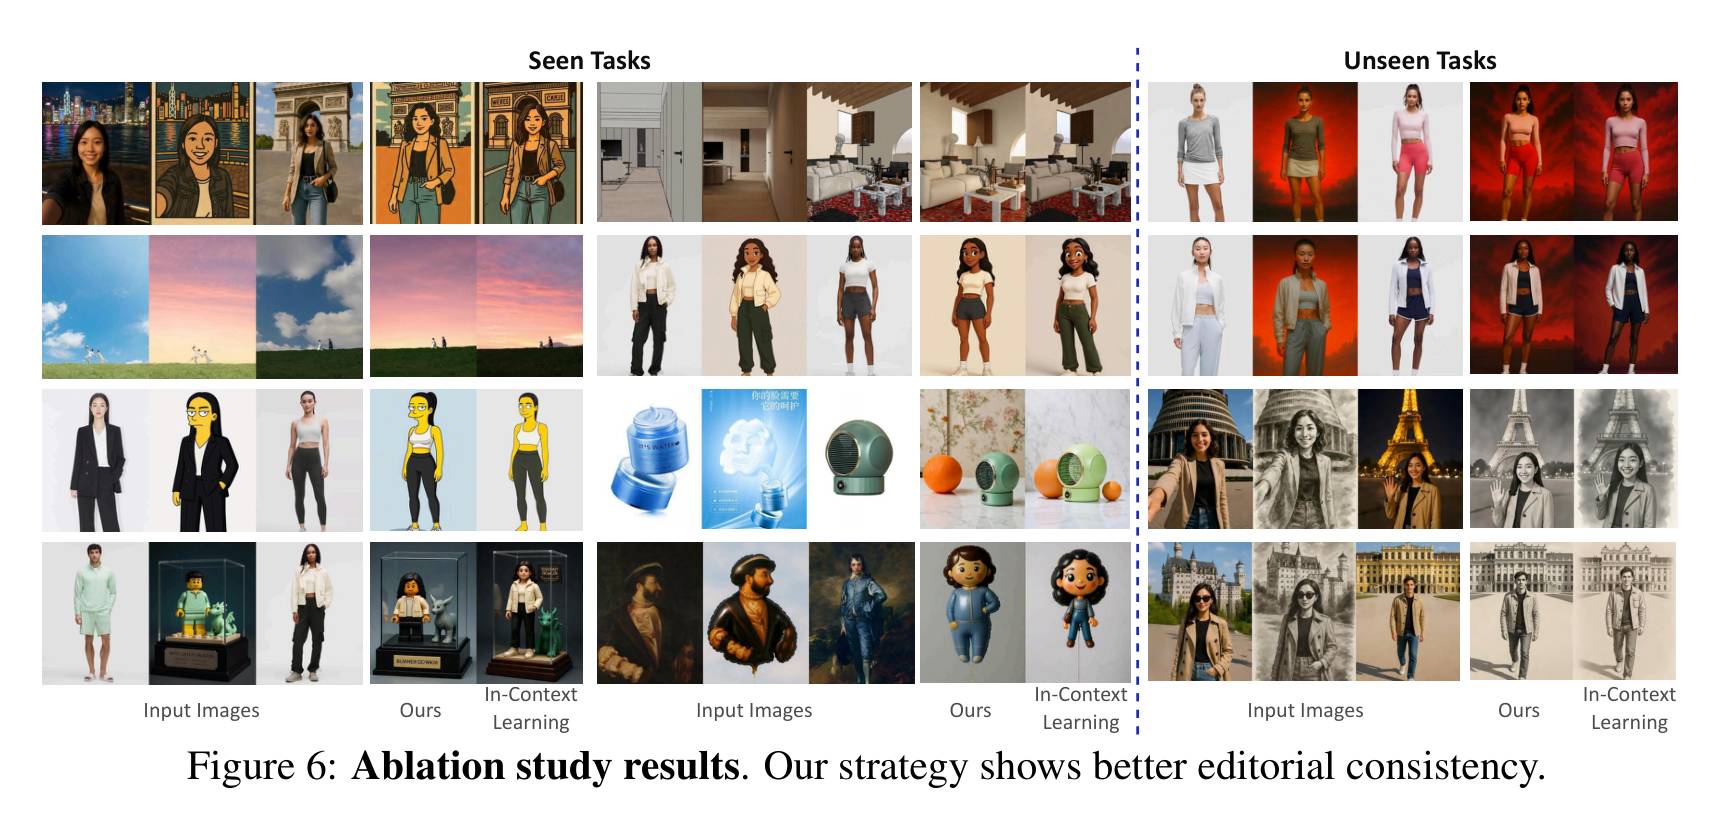 Seen Tasks
Unseen Tasks
你的脸需要
它的呵护
Input Images
Ours
In-Context
Learning
Input Images
Ours
In-Context
Learning
Input Images
Ours
In-Context
Learning
Figure 6: Ablation study results. Our strategy shows better editorial consistency.